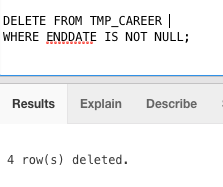 DELETE FROM TMP_CAREER
WHERE ENDDATE IS NOT NULL;
Results Explain Describe
4 row(s) deleted.